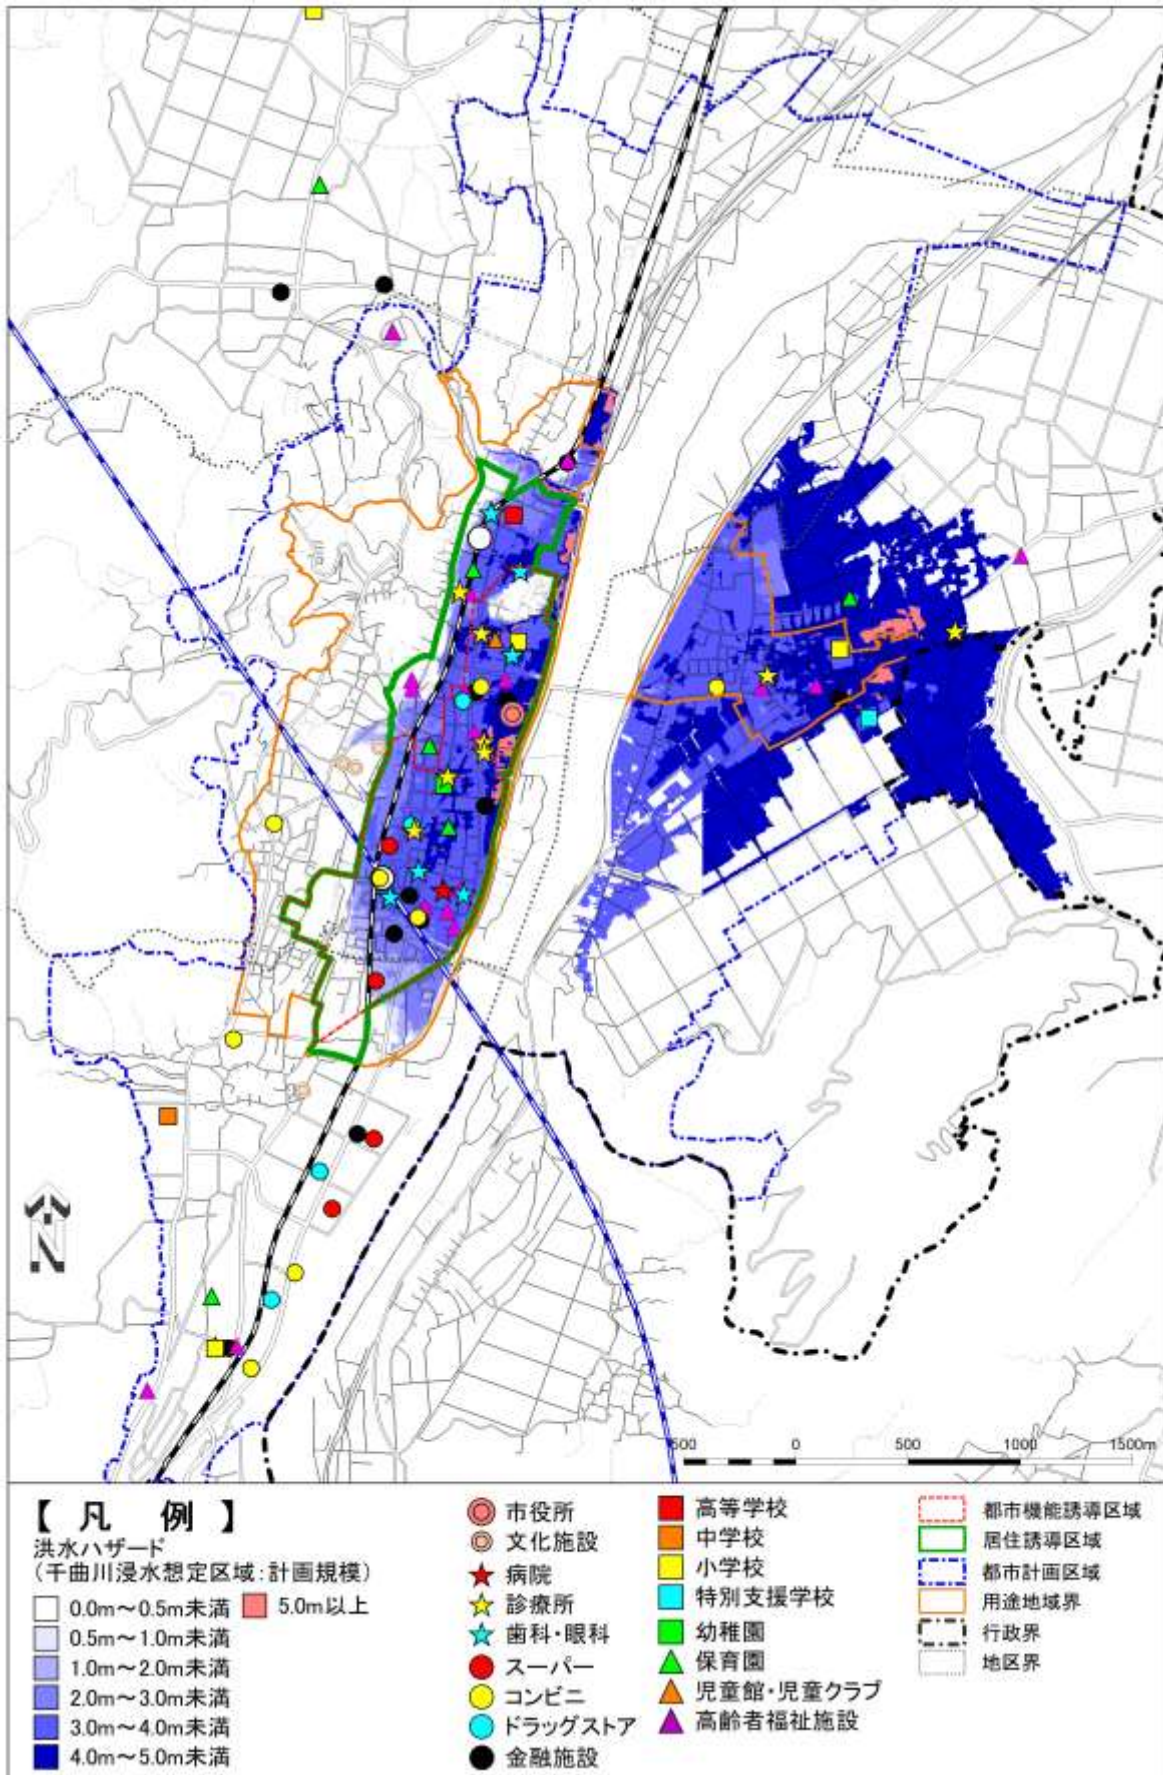 500 0 500 1000 1500m
【 凡 例 】
洪水ハザード
(千曲川浸水想定区域:計画規模)
0.0m～0.5m未満
5.0m以上
0.5m～1.0m未満
1.0m～2.0m未満
2.0m～3.0m未満
3.0m～4.0m未満
4.0m～5.0m未満
市役所
文化施設
病院
診療所
歯科・眼科
スーパー
コンビニ
ドラッグストア
金融施設
高等学校
中学校
小学校
特別支援学校
幼稚園
保育園
児童館・児童クラブ
高齢者福祉施設
都市機能誘導区域
居住誘導区域
都市計画区域
用途地域界
行政界
地区界